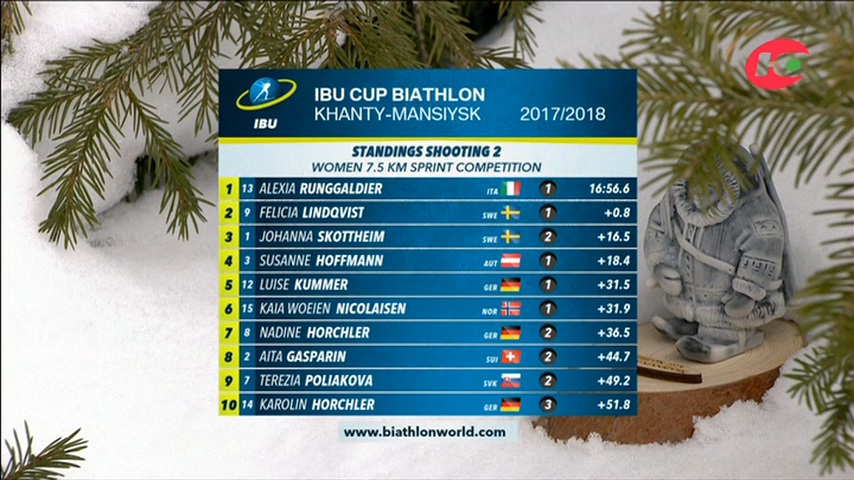 IBU CUP BIATHLON
KHANTY-MANSIYSK 2017/2018
IBU
STANDINGS SHOOTING 2
WOMEN 7.5 KM SPRINT COMPETITION
1 13 ALEXIA RUNGGALDIER ITA 1 16:56.6
2 9 FELICIA LINDQVIST SWE 1 +0.8
3 1 JOHANNA SKOTTHEIM SWE 2 +16.5
4 3 SUSANNE HOFFMANN AUT 1 +18.4
5 12 LUISE KUMMER GER 1 +31.5
6 15 KAIA WOEIEN NICOLAISEN NOR 1 +31.9
7 8 NADINE HORCHLER GER 2 +36.5
8 2 AITA GASPARIN SUI 2 +44.7
9 7 TEREZIA POLIAKOVA SVK 2 +49.2
10 14 KAROLIN HORCHLER GER 3 +51.8
www.biathlonworld.com